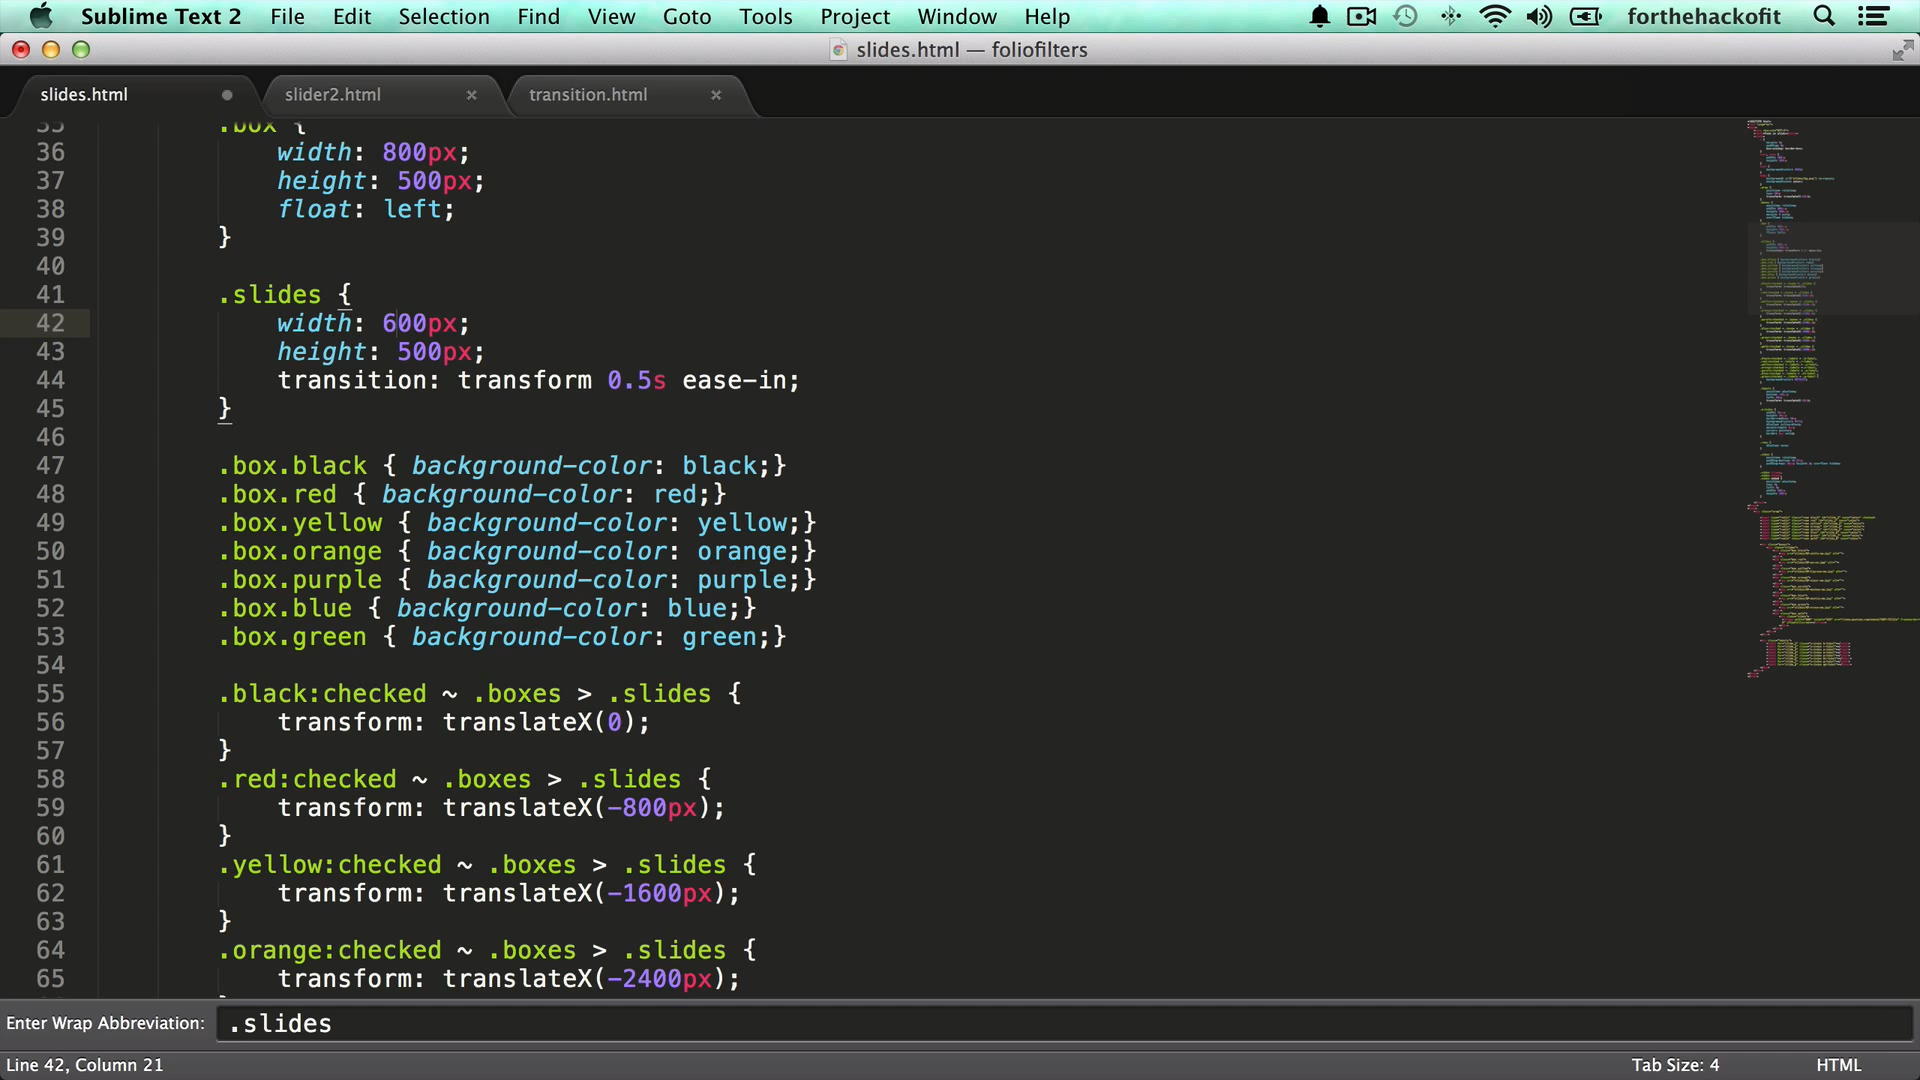 Sublime Text 2 File Edit Selection Find View Goto Tools Project Window Help forthehackofit
slides.html — foliofilters
slides.html slider2.html × transition.html ×
35 .box {
36 width: 800px;
37 height: 500px;
38 float: left;
39 }
40
41 .slides {
42 width: 600px;
43 height: 500px;
44 transition: transform 0.5s ease-in;
45 }
46
47 .box.black { background-color: black;}
48 .box.red { background-color: red;}
49 .box.yellow { background-color: yellow;}
50 .box.orange { background-color: orange;}
51 .box.purple { background-color: purple;}
52 .box.blue { background-color: blue;}
53 .box.green { background-color: green;}
54
55 .black:checked ~ .boxes > .slides {
56 transform: translateX(0);
57 }
58 .red:checked ~ .boxes > .slides {
59 transform: translateX(-800px);
60 }
61 .yellow:checked ~ .boxes > .slides {
62 transform: translateX(-1600px);
63 }
64 .orange:checked ~ .boxes > .slides {
65 transform: translateX(-2400px);
Enter Wrap Abbreviation: .slides
Line 42, Column 21 Tab Size: 4 HTML